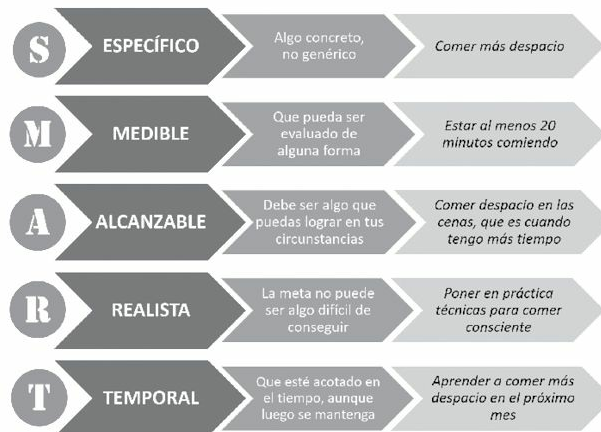 S
ESPECÍFICO
Algo concreto,
no genérico
Comer más despacio
M
MEDIBLE
Que pueda ser
evaluado de
alguna forma
Estar al menos 20
minutos comiendo
A
ALCANZABLE
Debe ser algo que
puedas lograr en tus
circunstancias
Comer despacio en las
cenas, que es cuando
tengo más tiempo
R
REALISTA
La meta no puede
ser algo difícil de
conseguir
Poner en práctica
técnicas para comer
consciente
T
TEMPORAL
Que esté acotado en
el tiempo, aunque
luego se mantenga
Aprender a comer más
despacio en el próximo
mes